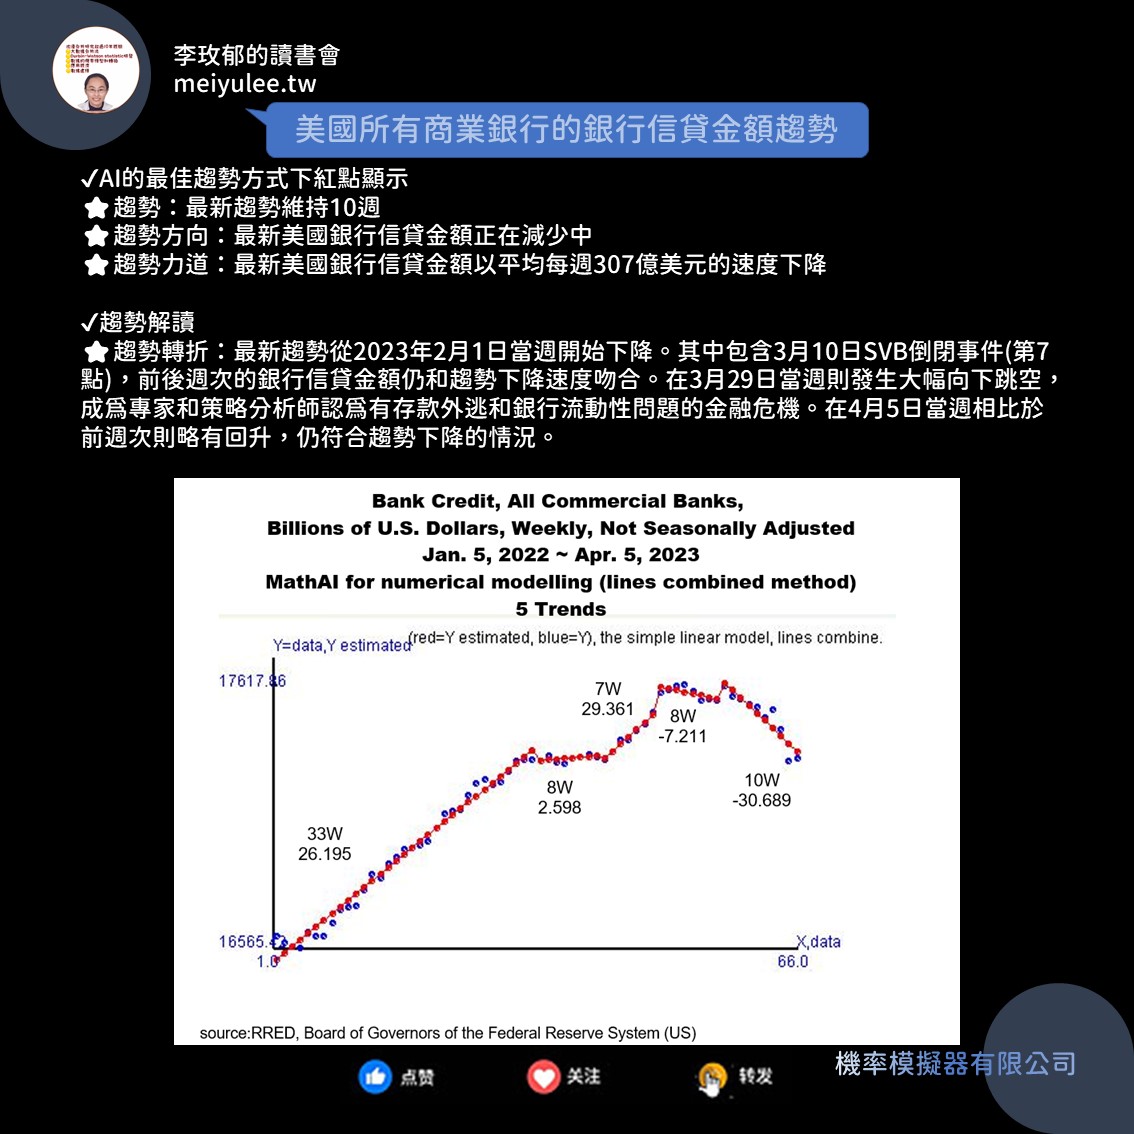 李玫郁的讀書會
meiyulee.tw
美國所有商業銀行的銀行信貸金額趨勢
✓AI的最佳趨勢方式下紅點顯示
⭐趨勢：最新趨勢維持10週
⭐趨勢方向：最新美國銀行信貸金額正在減少中
⭐趨勢力道：最新美國銀行信貸金額以平均每週307億美元的速度下降
✓趨勢解讀
⭐趨勢轉折：最新趨勢從2023年2月1日當週開始下降。其中包含3月10日SVB倒閉事件(第7
點)，前後週次的銀行信貸金額仍和趨勢下降速度吻合。在3月29日當週則發生大幅向下跳空，
成為專家和策略分析師認為有存款外逃和銀行流動性問題的金融危機。在4月5日當週相比於
前週次則略有回升，仍符合趨勢下降的情況。
Bank Credit, All Commercial Banks,
Billions of U.S. Dollars, Weekly, Not Seasonally Adjusted
Jan. 5, 2022 ~ Apr. 5, 2023
MathAI for numerical modelling (lines combined method)
5 Trends
(red=Y estimated, blue=Y), the simple linear model, lines combine.
Y=data,Y estimated
17617.86
7W
29.361
8W
-7.211
10W
-30.689
8W
2.598
33W
26.195
X,data
1.0
66.0
source:RRED, Board of Governors of the Federal Reserve System (US)
機率模擬器有限公司
点赞
关注
转发